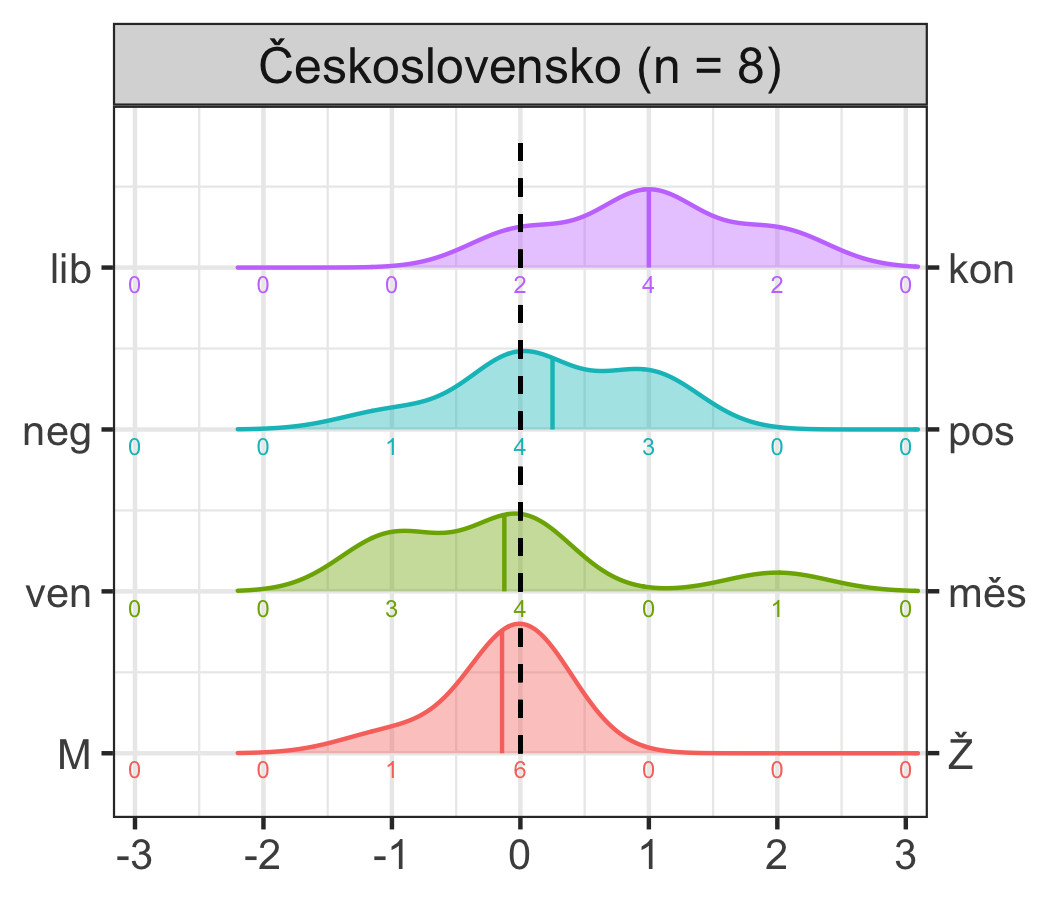 Československo (n = 8)
lib kon
0 0 0 2 4 2 0
neg pos
0 0 1 4 3 0 0
ven měs
0 0 3 4 0 1 0
M Ž
0 0 1 6 0 0 0
-3 -2 -1 0 1 2 3